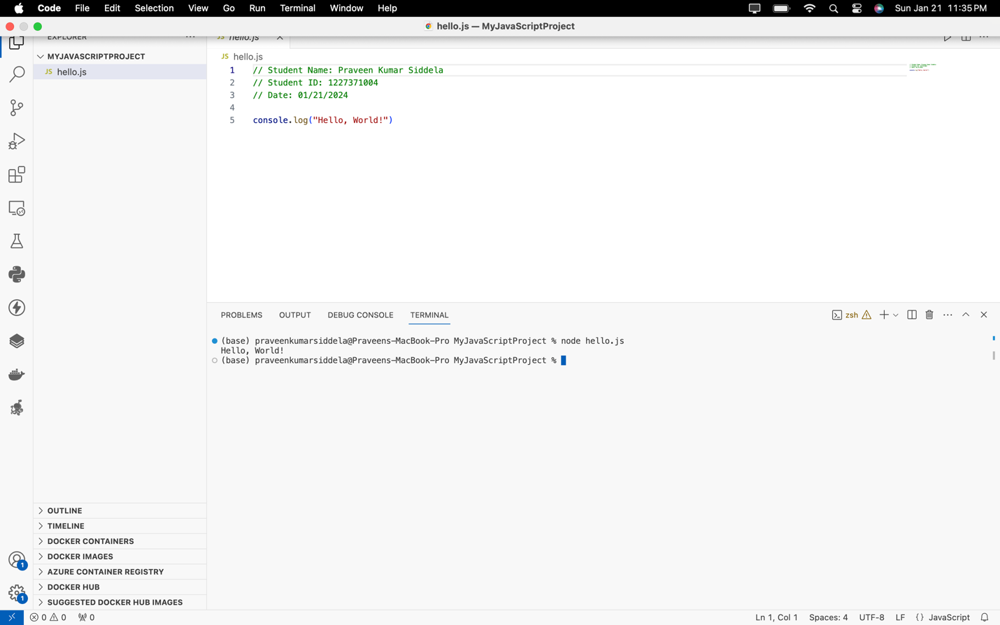 Code File Edit Selection View Go Run Terminal Window Help Sun Jan 21 11:35 PM
hello.js — MyJavaScriptProject
EXPLORER ...
JS hello.js
MYJAVASCRIPTPROJECT
JS hello.js
JS hello.js
1 // Student Name: Praveen Kumar Siddela
2 // Student ID: 1227371004
3 // Date: 01/21/2024
4
5 console.log("Hello, World!")
PROBLEMS OUTPUT DEBUG CONSOLE TERMINAL zsh
(base) praveenkumarsiddela@Praveens-MacBook-Pro MyJavaScriptProject % node hello.js
Hello, World!
(base) praveenkumarsiddela@Praveens-MacBook-Pro MyJavaScriptProject %
OUTLINE
TIMELINE
DOCKER CONTAINERS
DOCKER IMAGES
AZURE CONTAINER REGISTRY
DOCKER HUB
SUGGESTED DOCKER HUB IMAGES
1
1
0 0 0 Ln 1, Col 1 Spaces: 4 UTF-8 LF {} JavaScript